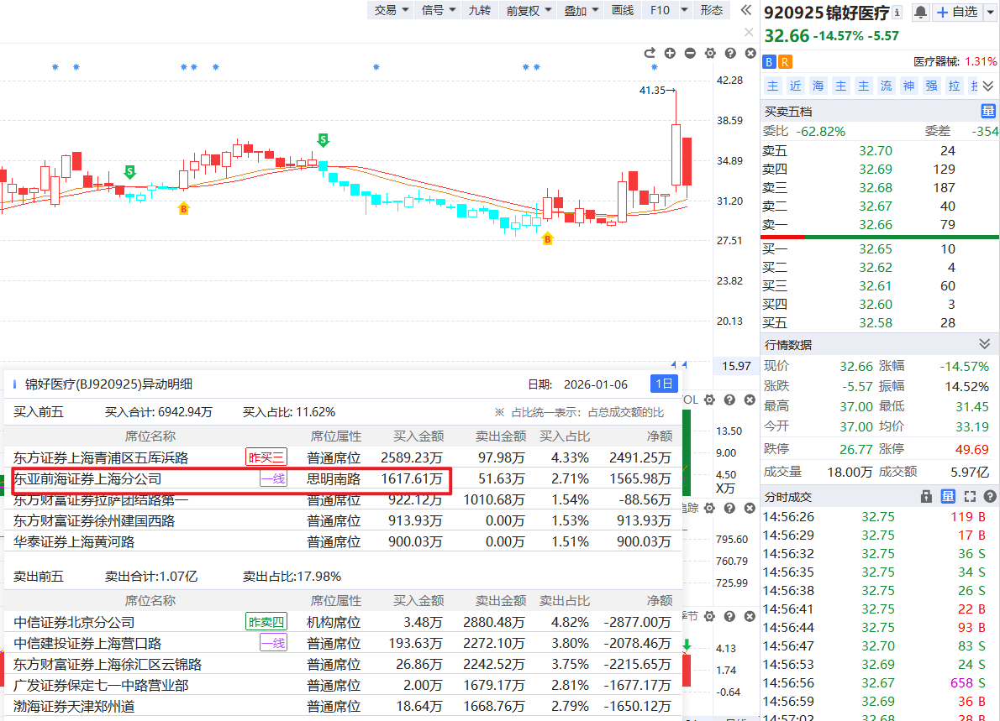 交易 信号 九转 前复权 叠加 画线 F10 形态
920925 锦好医疗
自选
32.66 -14.57% -5.57
B R 医疗器械: 1.31%
主 近 海 主 主 流 神 强 拉
买卖五档
委比 -62.82% 委差 -354
卖五 32.70 24
卖四 32.69 129
卖三 32.68 187
卖二 32.67 40
卖一 32.66 79
买一 32.65 10
买二 32.62 4
买三 32.61 60
买四 32.60 3
买五 32.58 28
行情数据
现价 32.66 涨幅 -14.57%
涨跌 -5.57 振幅 14.52%
最高 37.00 最低 31.45
今开 37.00 均价 33.19
跌停 26.77 涨停 49.69
成交量 18.00万 成交额 5.97亿
分时成交
14:56:26 32.75 119 B
14:56:29 32.75 17 B
14:56:32 32.75 36 S
14:56:35 32.75 34 S
14:56:38 32.75 26 S
14:56:41 32.75 22 B
14:56:44 32.75 93 B
14:56:47 32.70 83 S
14:56:53 32.69 24 S
14:56:56 32.67 658 S
14:56:59 32.69 36 B
14:57:02 32.68 28 B
41.35
S
S
B
B
42.28
38.59
34.89
31.20
27.51
23.82
20.13
15.97
13.50
9.00
4.50
X万
795.60
760.79
725.99
4.13
1.74
-0.64
锦好医疗(BJ920925)异动明细 日期: 2026-01-06 1日
买入前五 买入合计: 6942.94万 买入占比: 11.62% ※ 占比统一表示：占总成交额的比
席位名称 席位属性 买入金额 卖出金额 买入占比 净额
东方证券上海青浦区五厍浜路 昨买三 普通席位 2589.23万 97.98万 4.33% 2491.25万
东亚前海证券上海分公司 一线 思明南路 1617.61万 51.63万 2.71% 1565.98万
东方财富证券拉萨团结路第一 普通席位 922.12万 1010.68万 1.54% -88.56万
东方财富证券徐州建国西路 普通席位 913.93万 0.00万 1.53% 913.93万
华泰证券上海黄河路 普通席位 900.03万 0.00万 1.51% 900.03万
卖出前五 卖出合计:1.07亿 卖出占比:17.98%
席位名称 席位属性 买入金额 卖出金额 卖出占比 净额
中信证券北京分公司 昨卖四 机构席位 3.48万 2880.48万 4.82% -2877.00万
中信建投证券上海营口路 一线 普通席位 193.63万 2272.10万 3.80% -2078.46万
东方财富证券上海徐汇区云锦路 普通席位 26.86万 2242.52万 3.75% -2215.65万
广发证券保定七一中路营业部 普通席位 2.00万 1679.17万 2.81% -1677.17万
渤海证券天津郑州道 普通席位 18.64万 1668.76万 2.79% -1650.12万